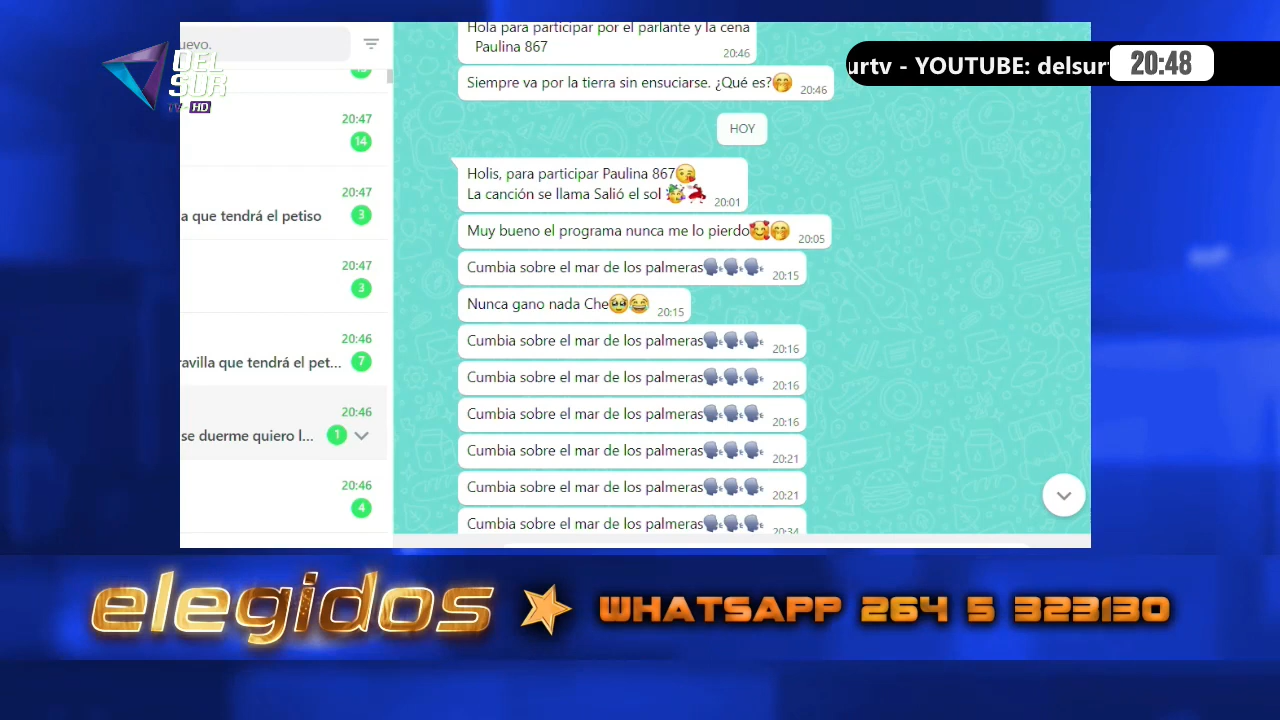 Hola para participar por el parlante y la cena
Paulina 867
20:46
Siempre va por la tierra sin ensuciarse. ¿Qué es?🤭 20:46
HOY
Holis, para participar Paulina 867😘
La canción se llama Salió el sol 🥳💃 20:01
Muy bueno el programa nunca me lo pierdo🥰🤭 20:05
Cumbia sobre el mar de los palmeras🗣🗣🗣 20:15
Nunca gano nada Che🥹😂 20:15
Cumbia sobre el mar de los palmeras🗣🗣🗣 20:16
Cumbia sobre el mar de los palmeras🗣🗣🗣 20:16
Cumbia sobre el mar de los palmeras🗣🗣🗣 20:16
Cumbia sobre el mar de los palmeras🗣🗣🗣 20:21
Cumbia sobre el mar de los palmeras🗣🗣🗣 20:21
Cumbia sobre el mar de los palmeras🗣🗣🗣 20:34
uevo.
20:47
14
20:47
a que tendrá el petiso 3
20:47
3
20:46
ravilla que tendrá el pet... 7
20:46
se duerme quiero l... 1
20:46
4
DEL
SUR
TV-HD
urtv - YOUTUBE: delsur
20:48
elegidos
WHATSAPP 264 5 323130